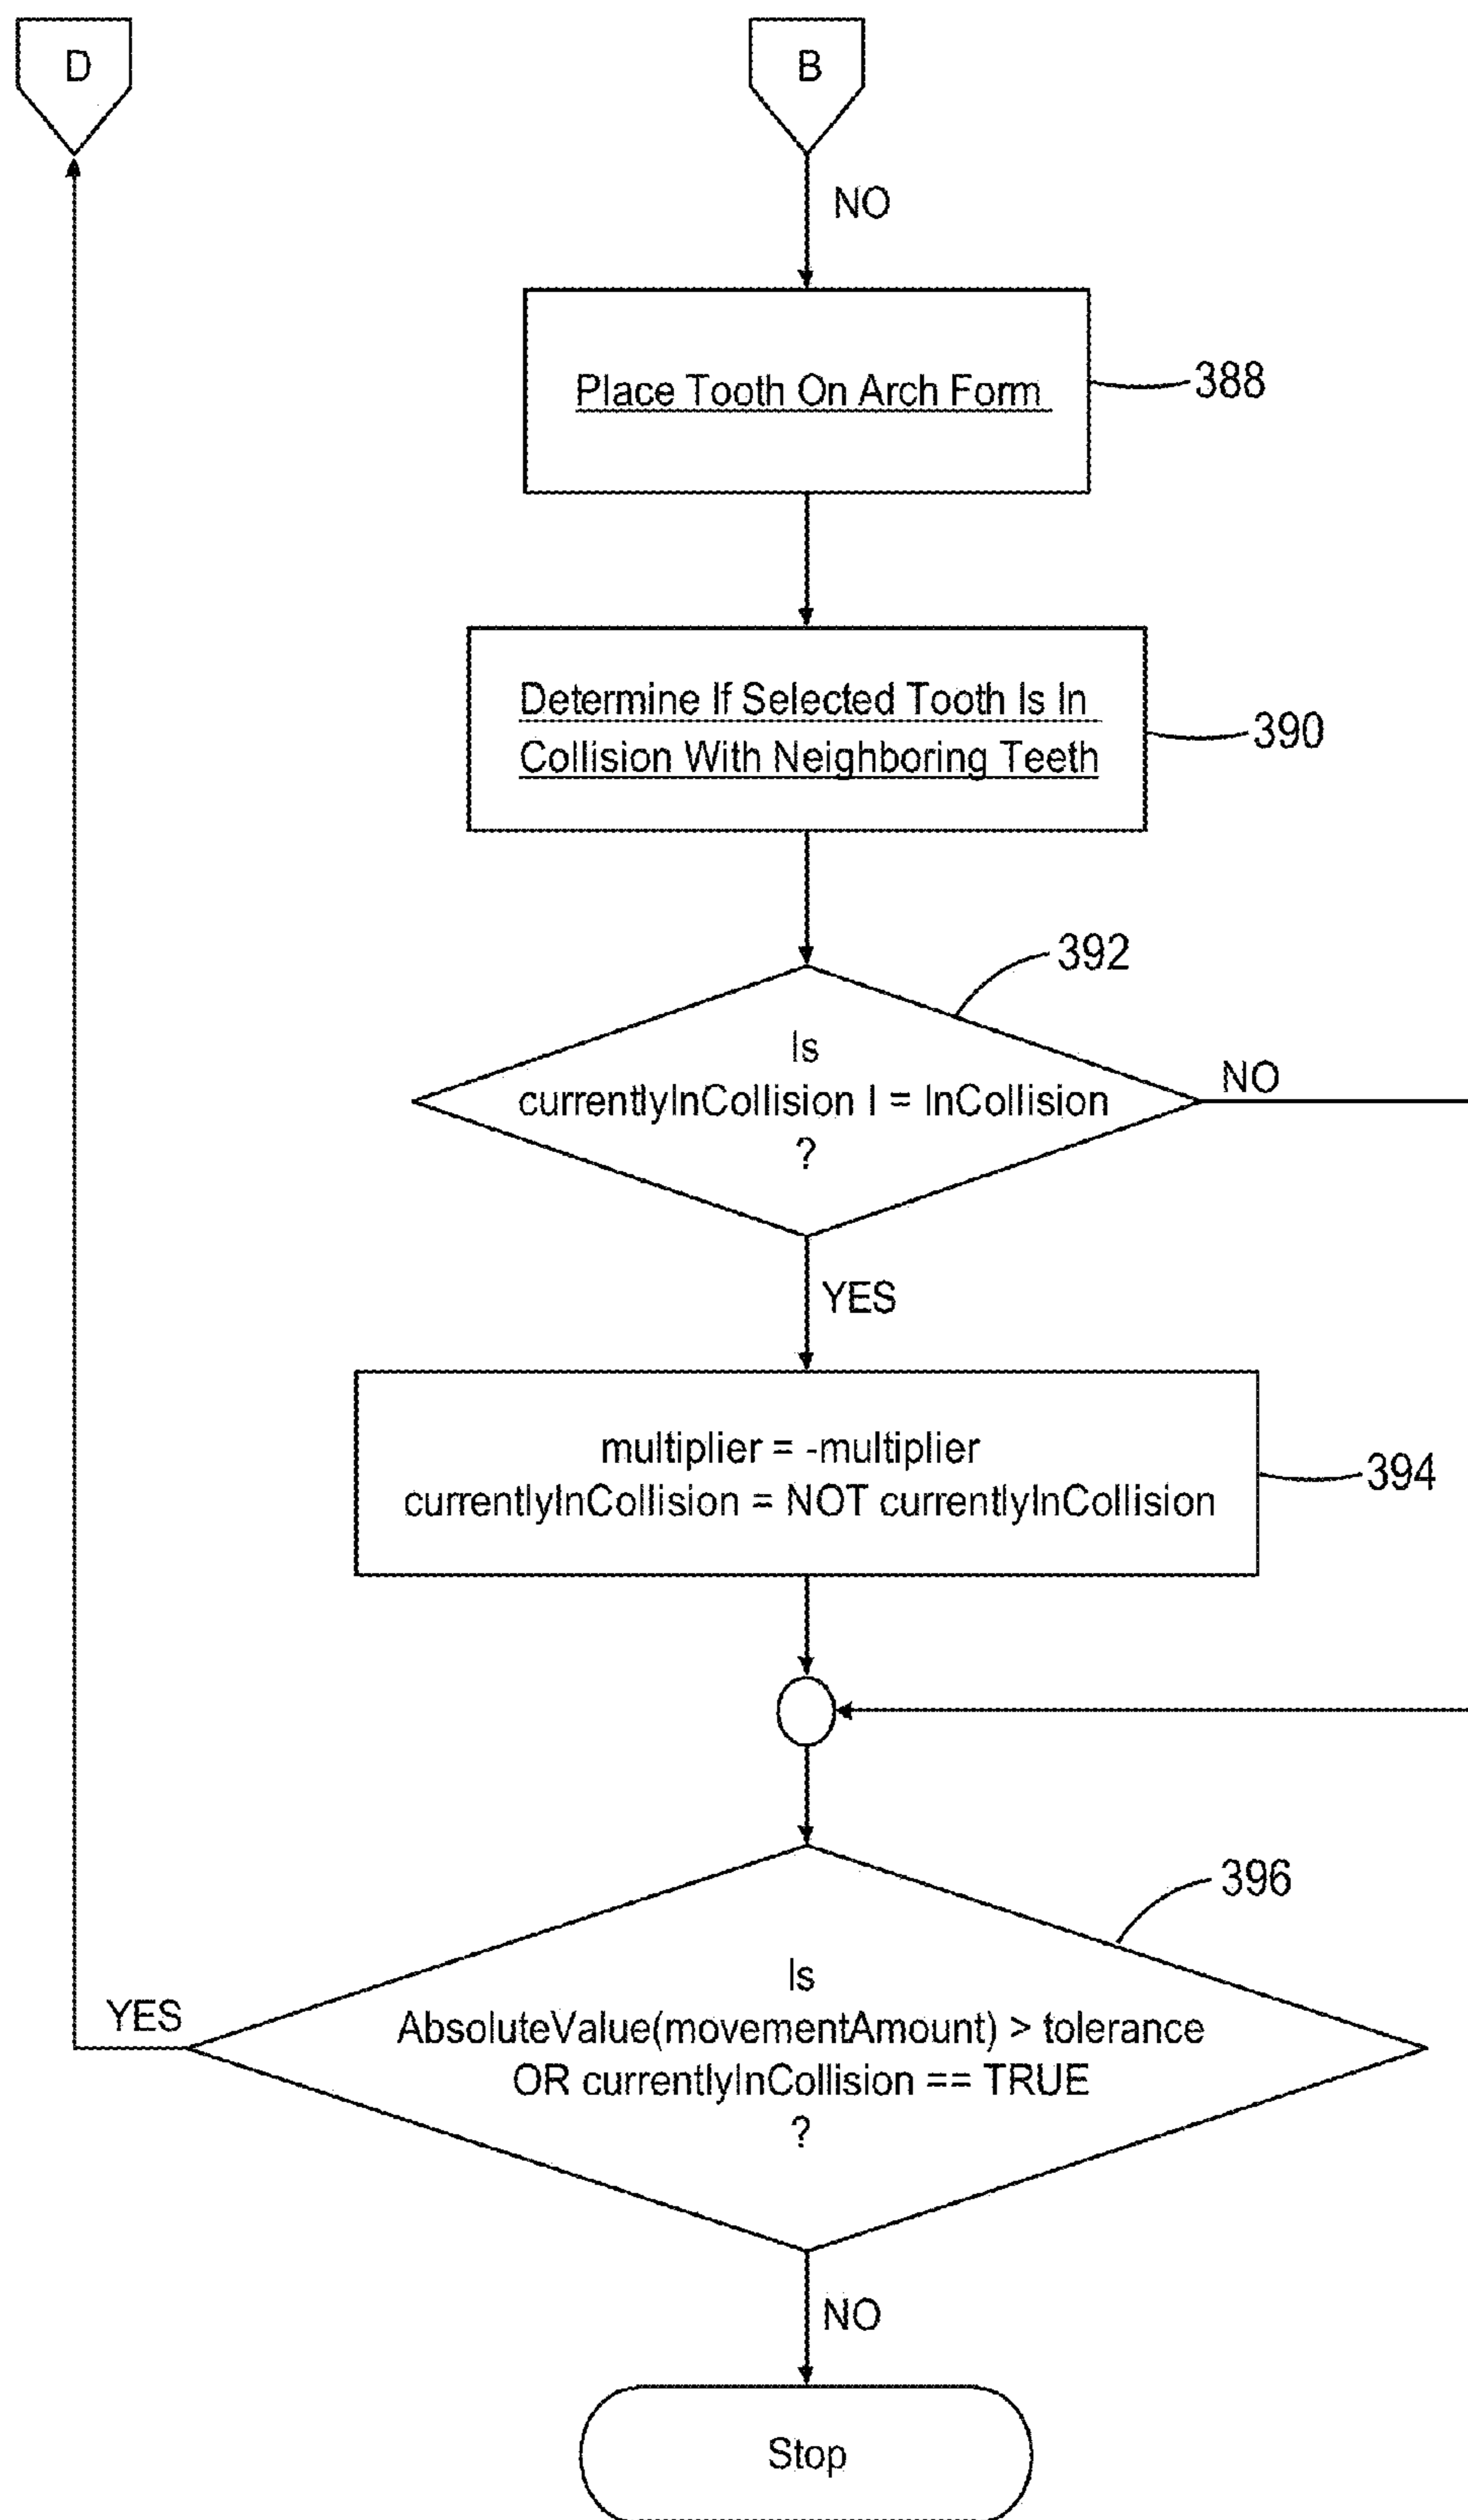 D
B
NO
Place Tooth On Arch Form
388
Determine If Selected Tooth Is In
Collision With Neighboring Teeth
390
392
Is
currentlyInCollision I = InCollision
?
NO
YES
multiplier = -multiplier
currentlyInCollision = NOT currentlyInCollision
394
396
Is
AbsoluteValue(movementAmount) > tolerance
OR currentlyInCollision == TRUE
?
YES
NO
Stop